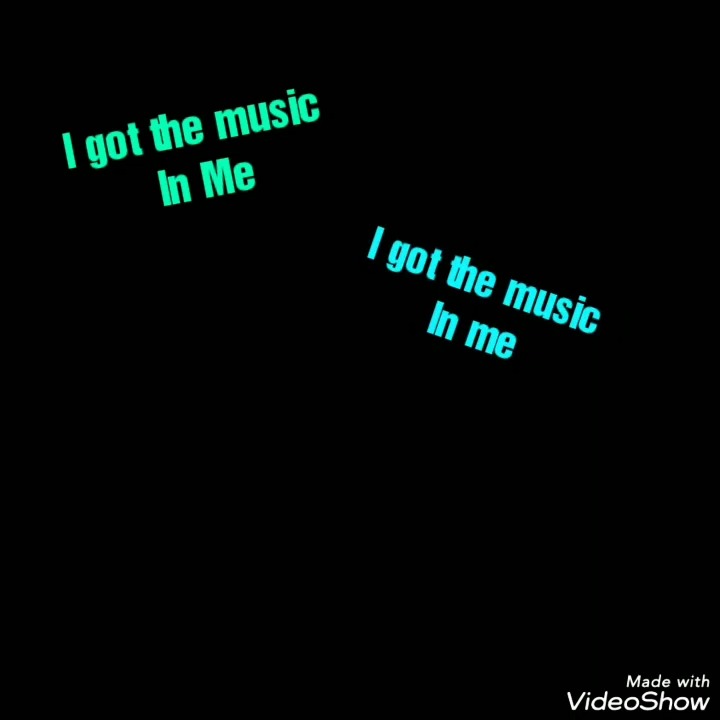 I got the music
In Me
I got the music
In me
Made with
VideoShow